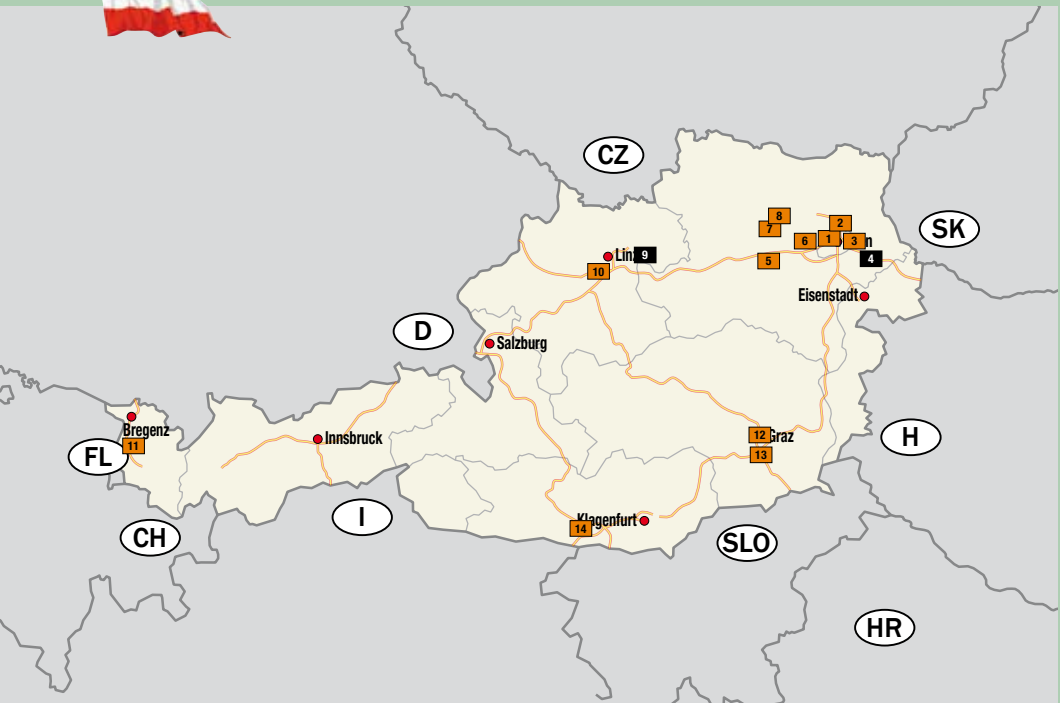 CZ
SK
8
7
2
6
1
3
n
4
5
Linz
9
10
Eisenstadt
D
Salzburg
Bregenz
11
FL
Innsbruck
12
Graz
13
H
I
CH
Klagenfurt
14
SLO
HR